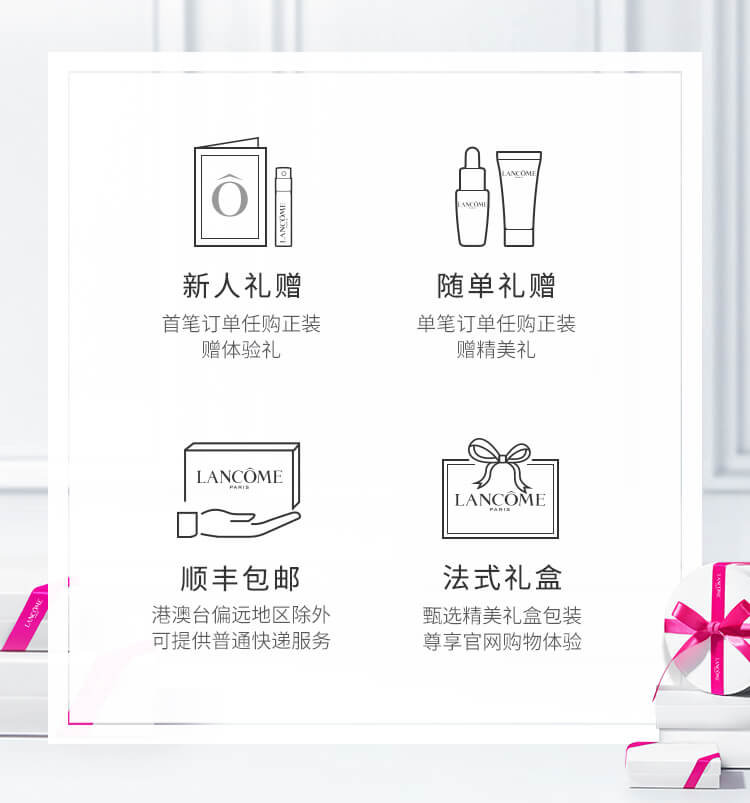 Ô
LANCÔME
LANCÔME
PARIS
LANCÔME
PARIS
新人礼赠
首笔订单任购正装
赠体验礼
随单礼赠
单笔订单任购正装
赠精美礼
LANCÔME
PARIS
LANCÔME
PARIS
顺丰包邮
港澳台偏远地区除外
可提供普通快递服务
法式礼盒
甄选精美礼盒包装
尊享官网购物体验
LANCÔME
LANCÔME
LANCÔME